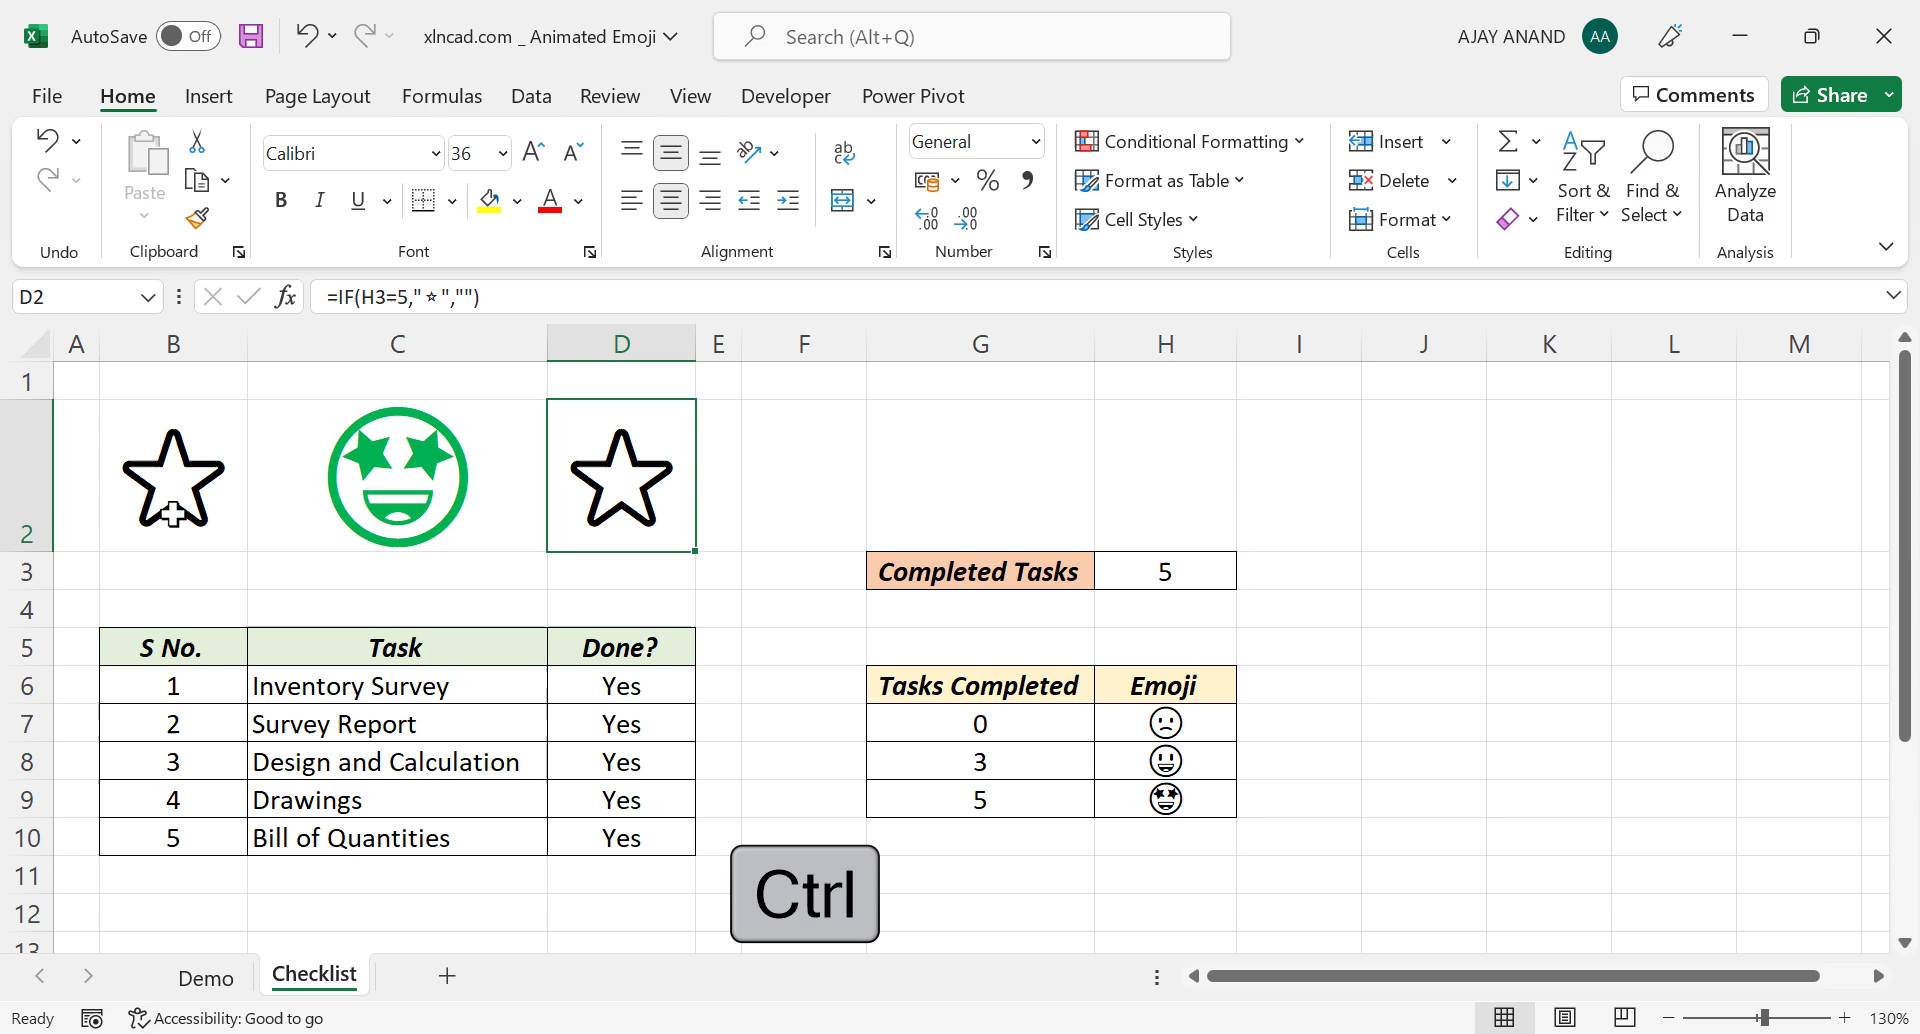 AutoSave Off xlncad.com _ Animated Emoji Search (Alt+Q) AJAY ANAND AA
File Home Insert Page Layout Formulas Data Review View Developer Power Pivot Comments Share
Paste
Calibri 36
B I U A
ab
General
% ,
Conditional Formatting
Format as Table
Cell Styles
Insert
Delete
Format
Sort & Filter
Find & Select
Analyze Data
Undo Clipboard Font Alignment Number Styles Cells Editing Analysis
D2 fx =IF(H3=5,"⭐","")
A B C D E F G H I J K L M
1
2
3 Completed Tasks 5
4
5 S No. Task Done?
6 1 Inventory Survey Yes Tasks Completed Emoji
7 2 Survey Report Yes 0
8 3 Design and Calculation Yes 3
9 4 Drawings Yes 5
10 5 Bill of Quantities Yes
11
Ctrl
12
13
Demo Checklist
Ready Accessibility: Good to go 130%